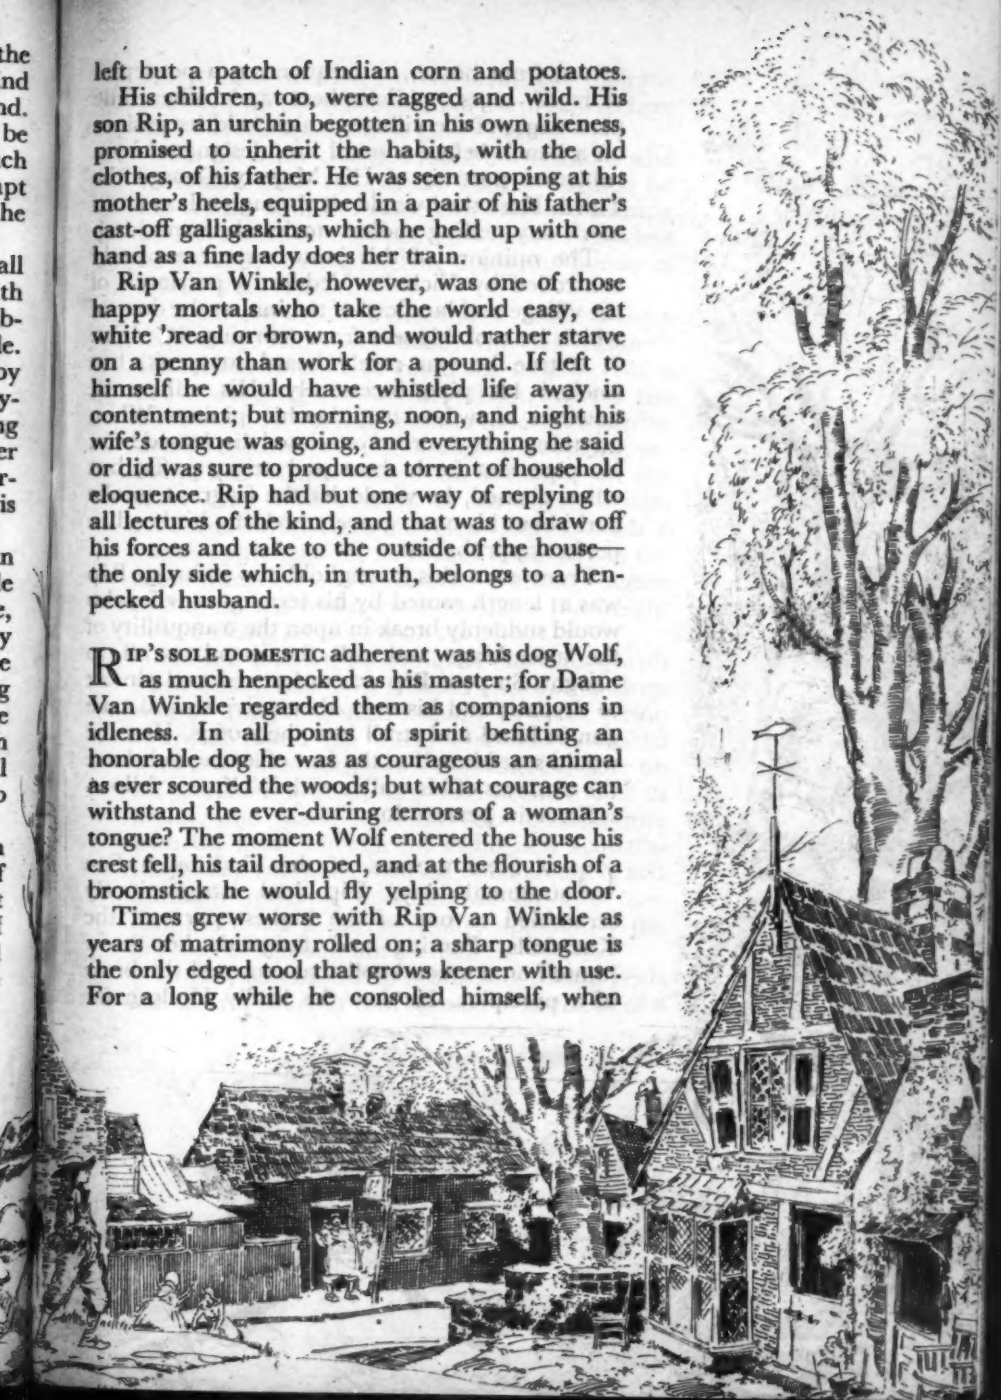 the
nd
nd.
be
ch
ipt
he
all
th
b-
le.
by
y-
ng
er
r-
is
n
le
e,
y
e
g
e
n
l
left but a patch of Indian corn and potatoes.
His children, too, were ragged and wild. His
son Rip, an urchin begotten in his own likeness,
promised to inherit the habits, with the old
clothes, of his father. He was seen trooping at his
mother's heels, equipped in a pair of his father's
cast-off galligaskins, which he held up with one
hand as a fine lady does her train.
Rip Van Winkle, however, was one of those
happy mortals who take the world easy, eat
white bread or brown, and would rather starve
on a penny than work for a pound. If left to
himself he would have whistled life away in
contentment; but morning, noon, and night his
wife's tongue was going, and everything he said
or did was sure to produce a torrent of household
eloquence. Rip had but one way of replying to
all lectures of the kind, and that was to draw off
his forces and take to the outside of the house—
the only side which, in truth, belongs to a hen-
pecked husband.
RIP'S SOLE DOMESTIC adherent was his dog Wolf,
as much henpecked as his master; for Dame
Van Winkle regarded them as companions in
idleness. In all points of spirit befitting an
honorable dog he was as courageous an animal
as ever scoured the woods; but what courage can
withstand the ever-during terrors of a woman's
tongue? The moment Wolf entered the house his
crest fell, his tail drooped, and at the flourish of a
broomstick he would fly yelping to the door.
Times grew worse with Rip Van Winkle as
years of matrimony rolled on; a sharp tongue is
the only edged tool that grows keener with use.
For a long while he consoled himself, when